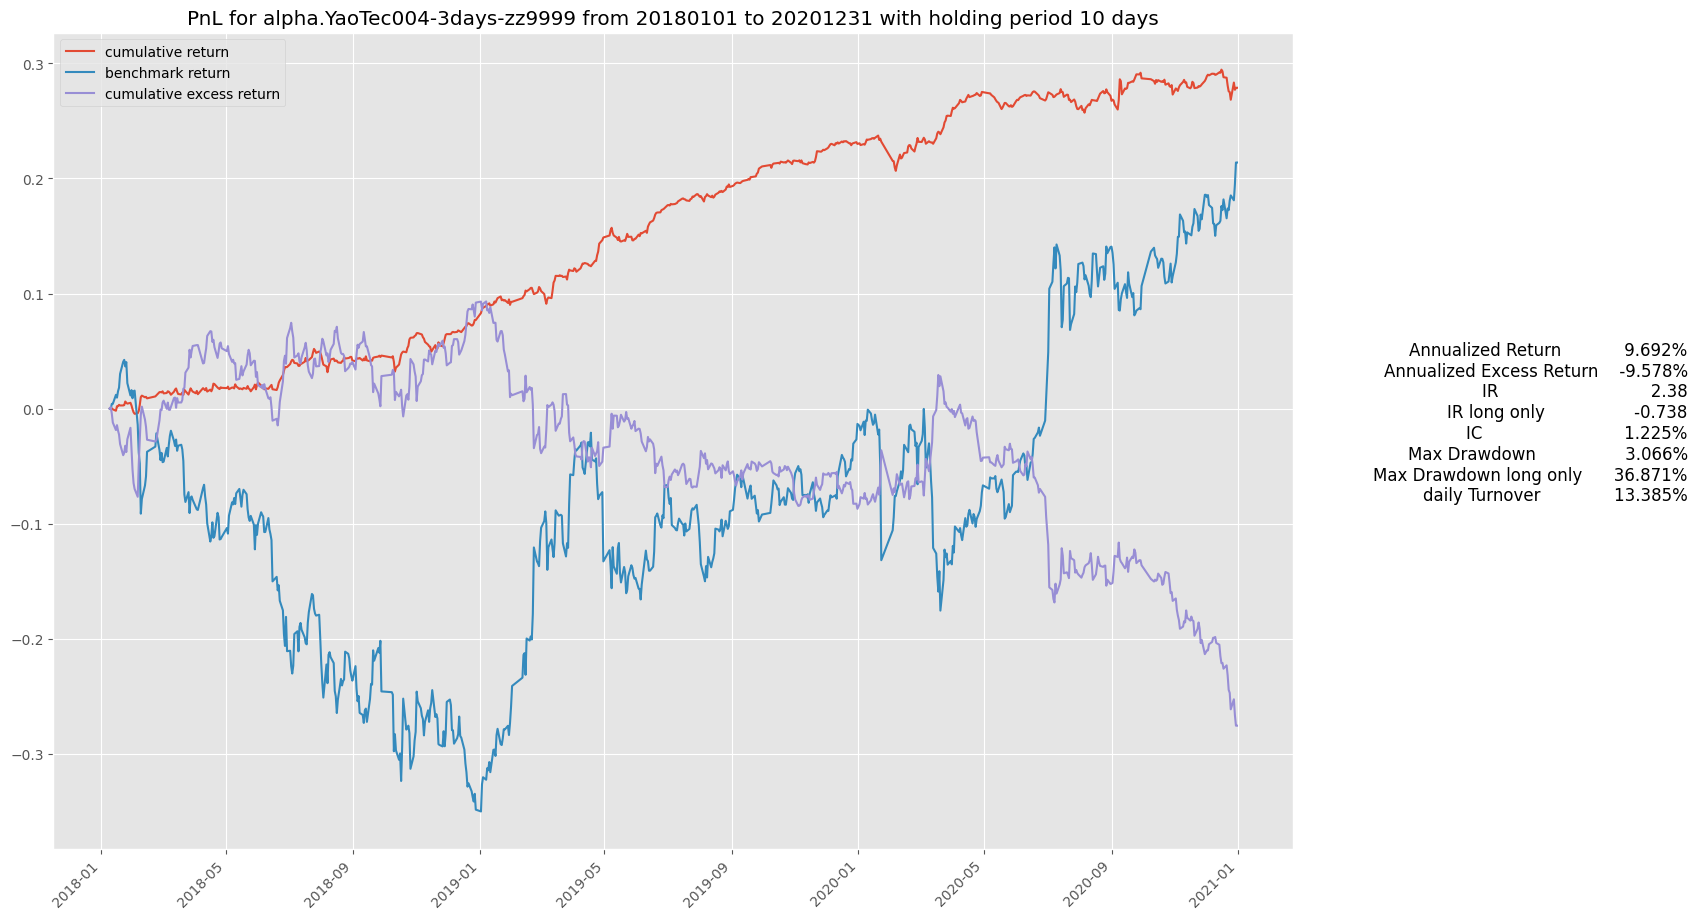 PnL for alpha.YaoTec004-3days-zz9999 from 20180101 to 20201231 with holding period 10 days
cumulative return
benchmark return
cumulative excess return
0.3
0.2
0.1
0.0
−0.1
−0.2
−0.3
2018-01
2018-05
2018-09
2019-01
2019-05
2019-09
2020-01
2020-05
2020-09
2021-01
Annualized Return 9.692%
Annualized Excess Return -9.578%
IR 2.38
IR long only -0.738
IC 1.225%
Max Drawdown 3.066%
Max Drawdown long only 36.871%
daily Turnover 13.385%